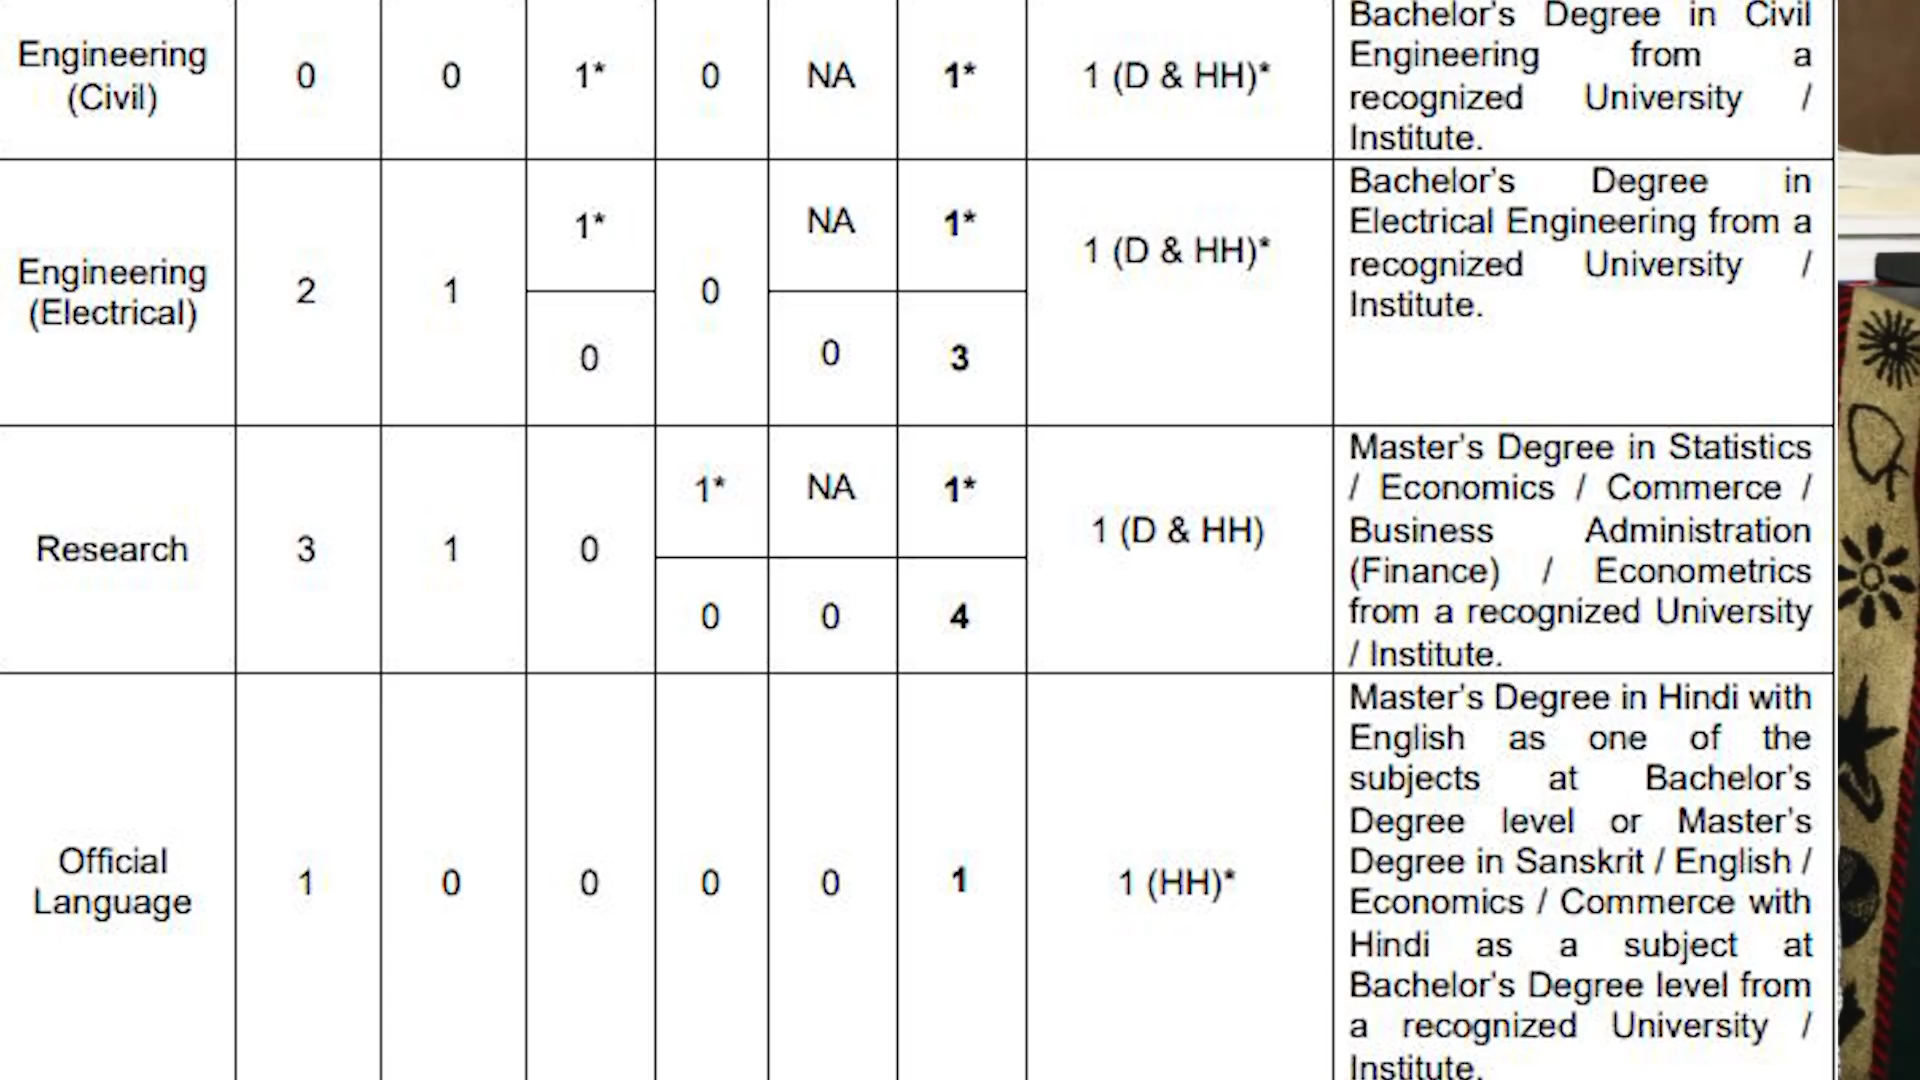 Engineering
(Civil)
0
0
1*
0
NA
1*
1 (D & HH)*
Bachelor's Degree in Civil
Engineering from a
recognized University /
Institute.
Engineering
(Electrical)
2
1
1*
0
0
NA
0
1*
3
1 (D & HH)*
Bachelor's Degree in
Electrical Engineering from a
recognized University /
Institute.
Research
3
1
0
1*
0
NA
0
1*
4
1 (D & HH)
Master's Degree in Statistics
/ Economics / Commerce /
Business Administration
(Finance) / Econometrics
from a recognized University
/ Institute.
Official
Language
1
0
0
0
0
1
1 (HH)*
Master's Degree in Hindi with
English as one of the
subjects at Bachelor's
Degree level or Master's
Degree in Sanskrit / English /
Economics / Commerce with
Hindi as a subject at
Bachelor's Degree level from
a recognized University /
Institute.